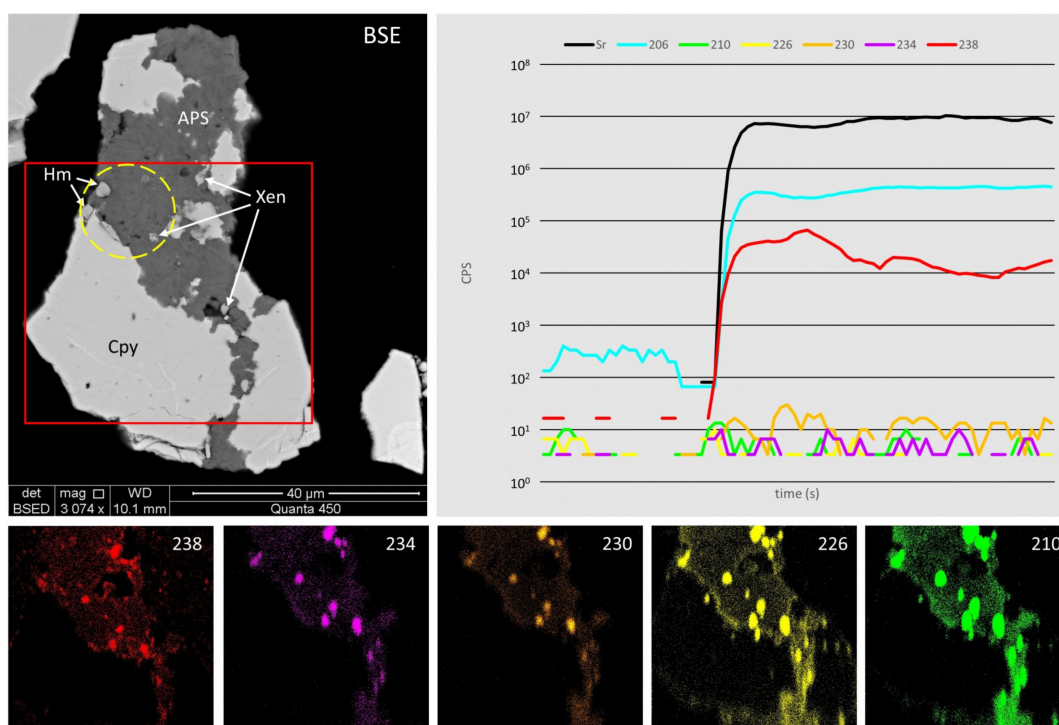 BSE
APS
Hm
Xen
Cpy
det mag WD
BSED 3 074 x 10.1 mm
40 µm
Quanta 450
Sr 206 210 226 230 234 238
10⁸
10⁷
10⁶
10⁵
10⁴
10³
10²
10¹
10⁰
CPS
time (s)
238
234
230
226
210